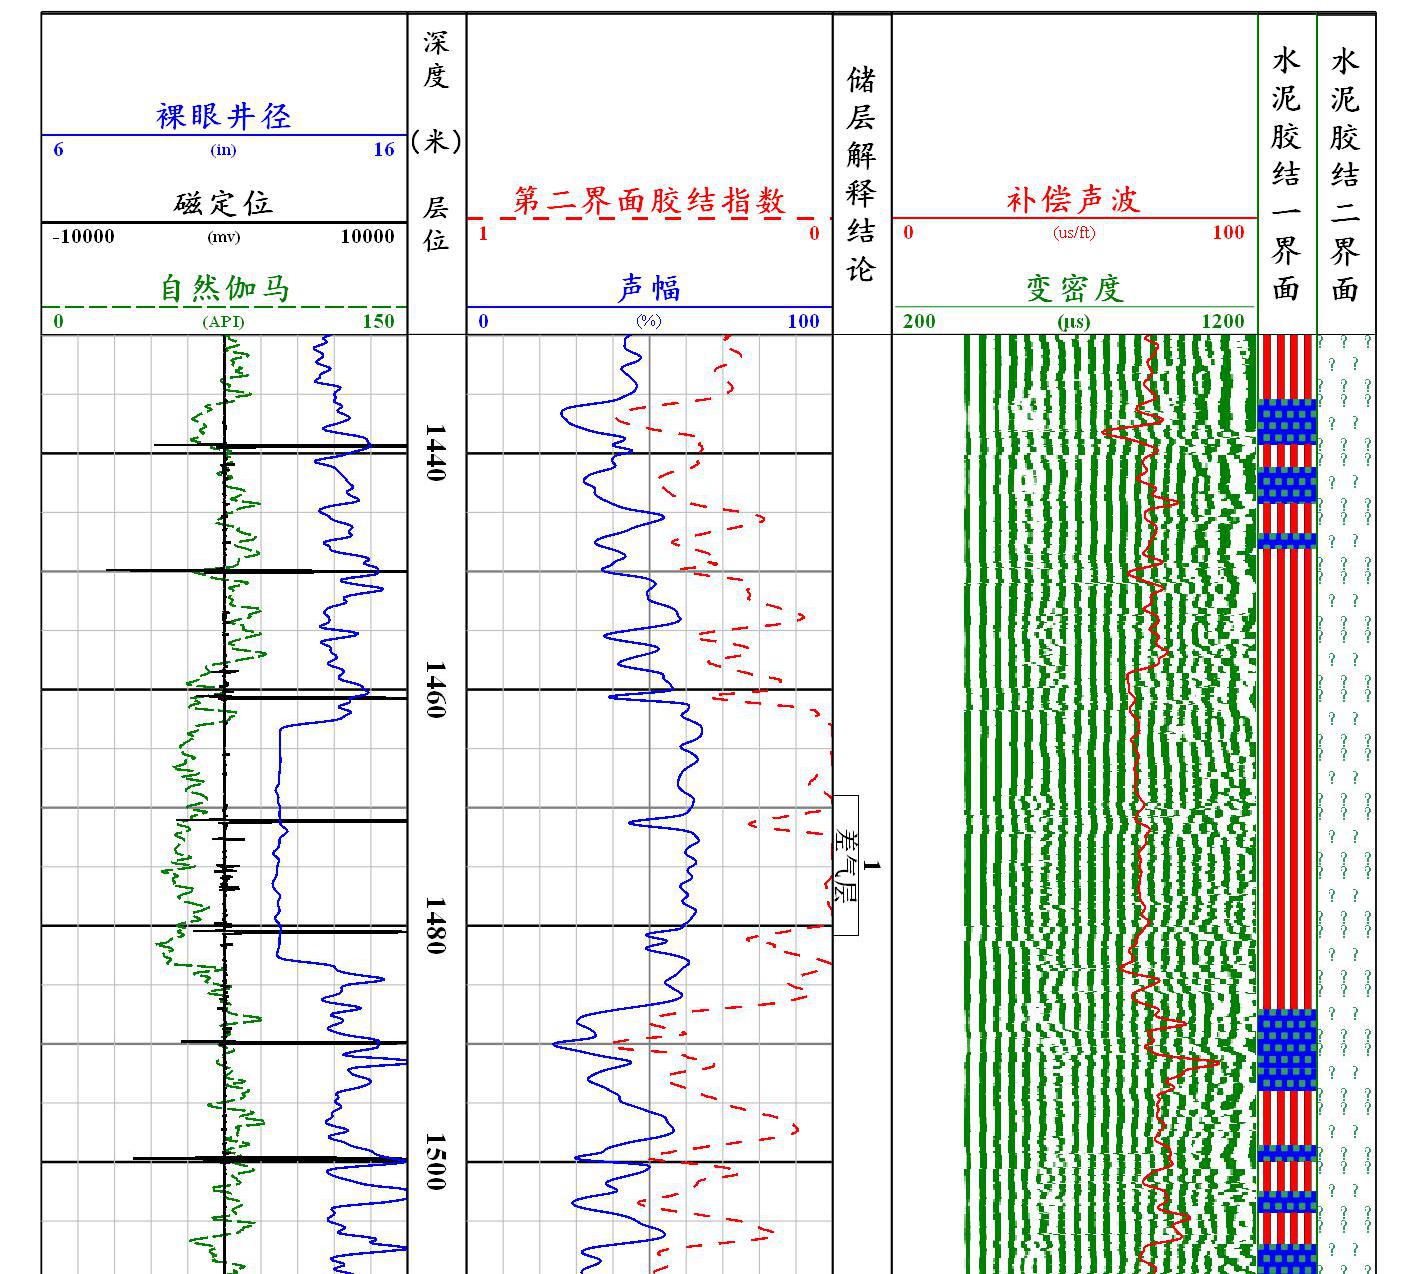 裸眼井径
6 (in) 16
磁定位
-10000 (mv) 10000
自然伽马
0 (API) 150
深度(米)层位
第二界面胶结指数
1 0
声幅
0 (%) 100
储层解释结论
补偿声波
0 (us/ft) 100
变密度
200 (μs) 1200
水泥胶结一界面
水泥胶结二界面
1440
1460
1
差气层
1480
1500